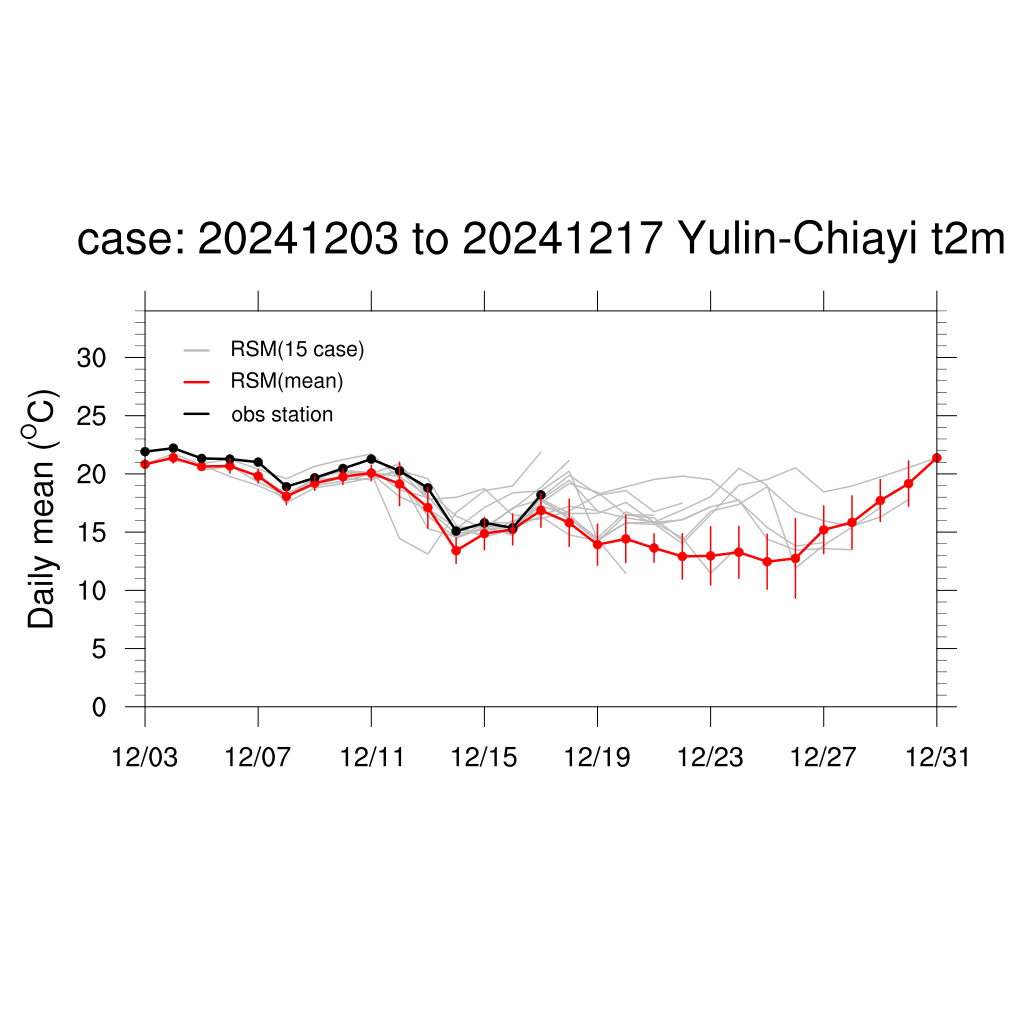 case: 20241203 to 20241217 Yulin-Chiayi t2m
RSM(15 case)
RSM(mean)
obs station
Daily mean (°C)
30
25
20
15
10
5
0
12/03 12/07 12/11 12/15 12/19 12/23 12/27 12/31